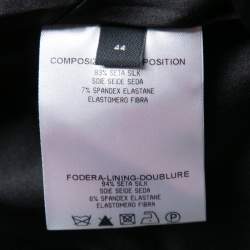 44
COMPOSIZ POSITION
93% SETA SILK
SOIE SEIDE SEDA
7% SPANDEX ELASTANE
ELASTOMERO FIBRA
FODERA-LINING-DOUBLURE
94% SETA SILK
SOIE SEIDE SEDA
6% SPANDEX ELASTANE
ELASTOMERO FIBRA